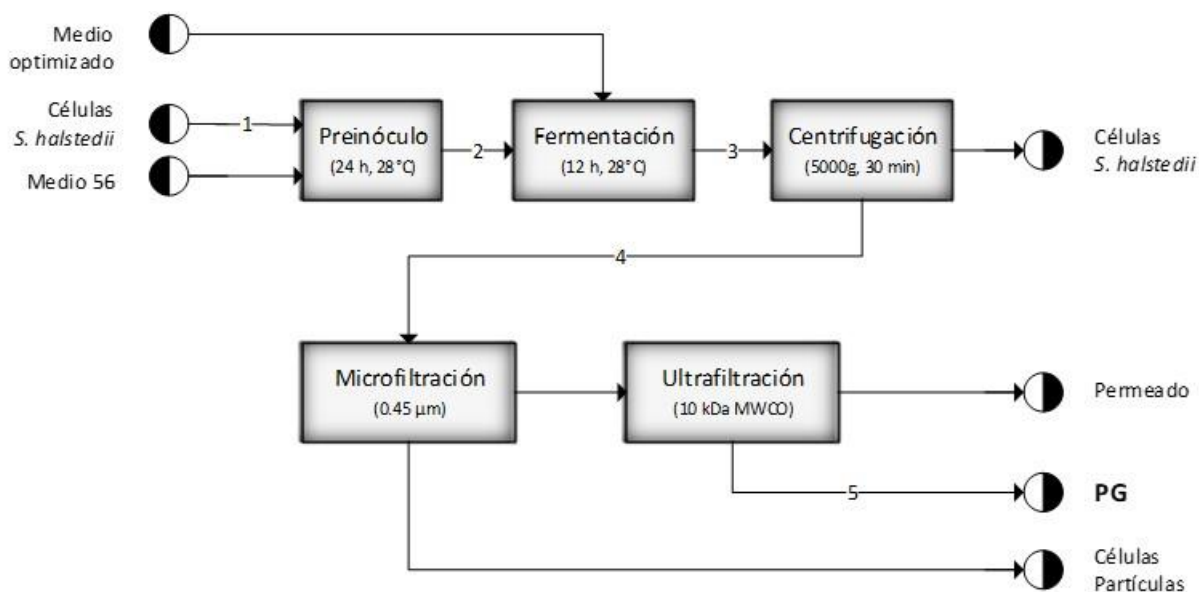 Medio
optimizado
Células
S. halstedii
1
Medio 56
Preinóculo
(24 h, 28°C)
2
Fermentación
(12 h, 28°C)
3
Centrifugación
(5000g, 30 min)
Células
S. halstedii
4
Microfiltración
(0.45 µm)
Ultrafiltración
(10 kDa MWCO)
Permeado
5
PG
Células
Partículas